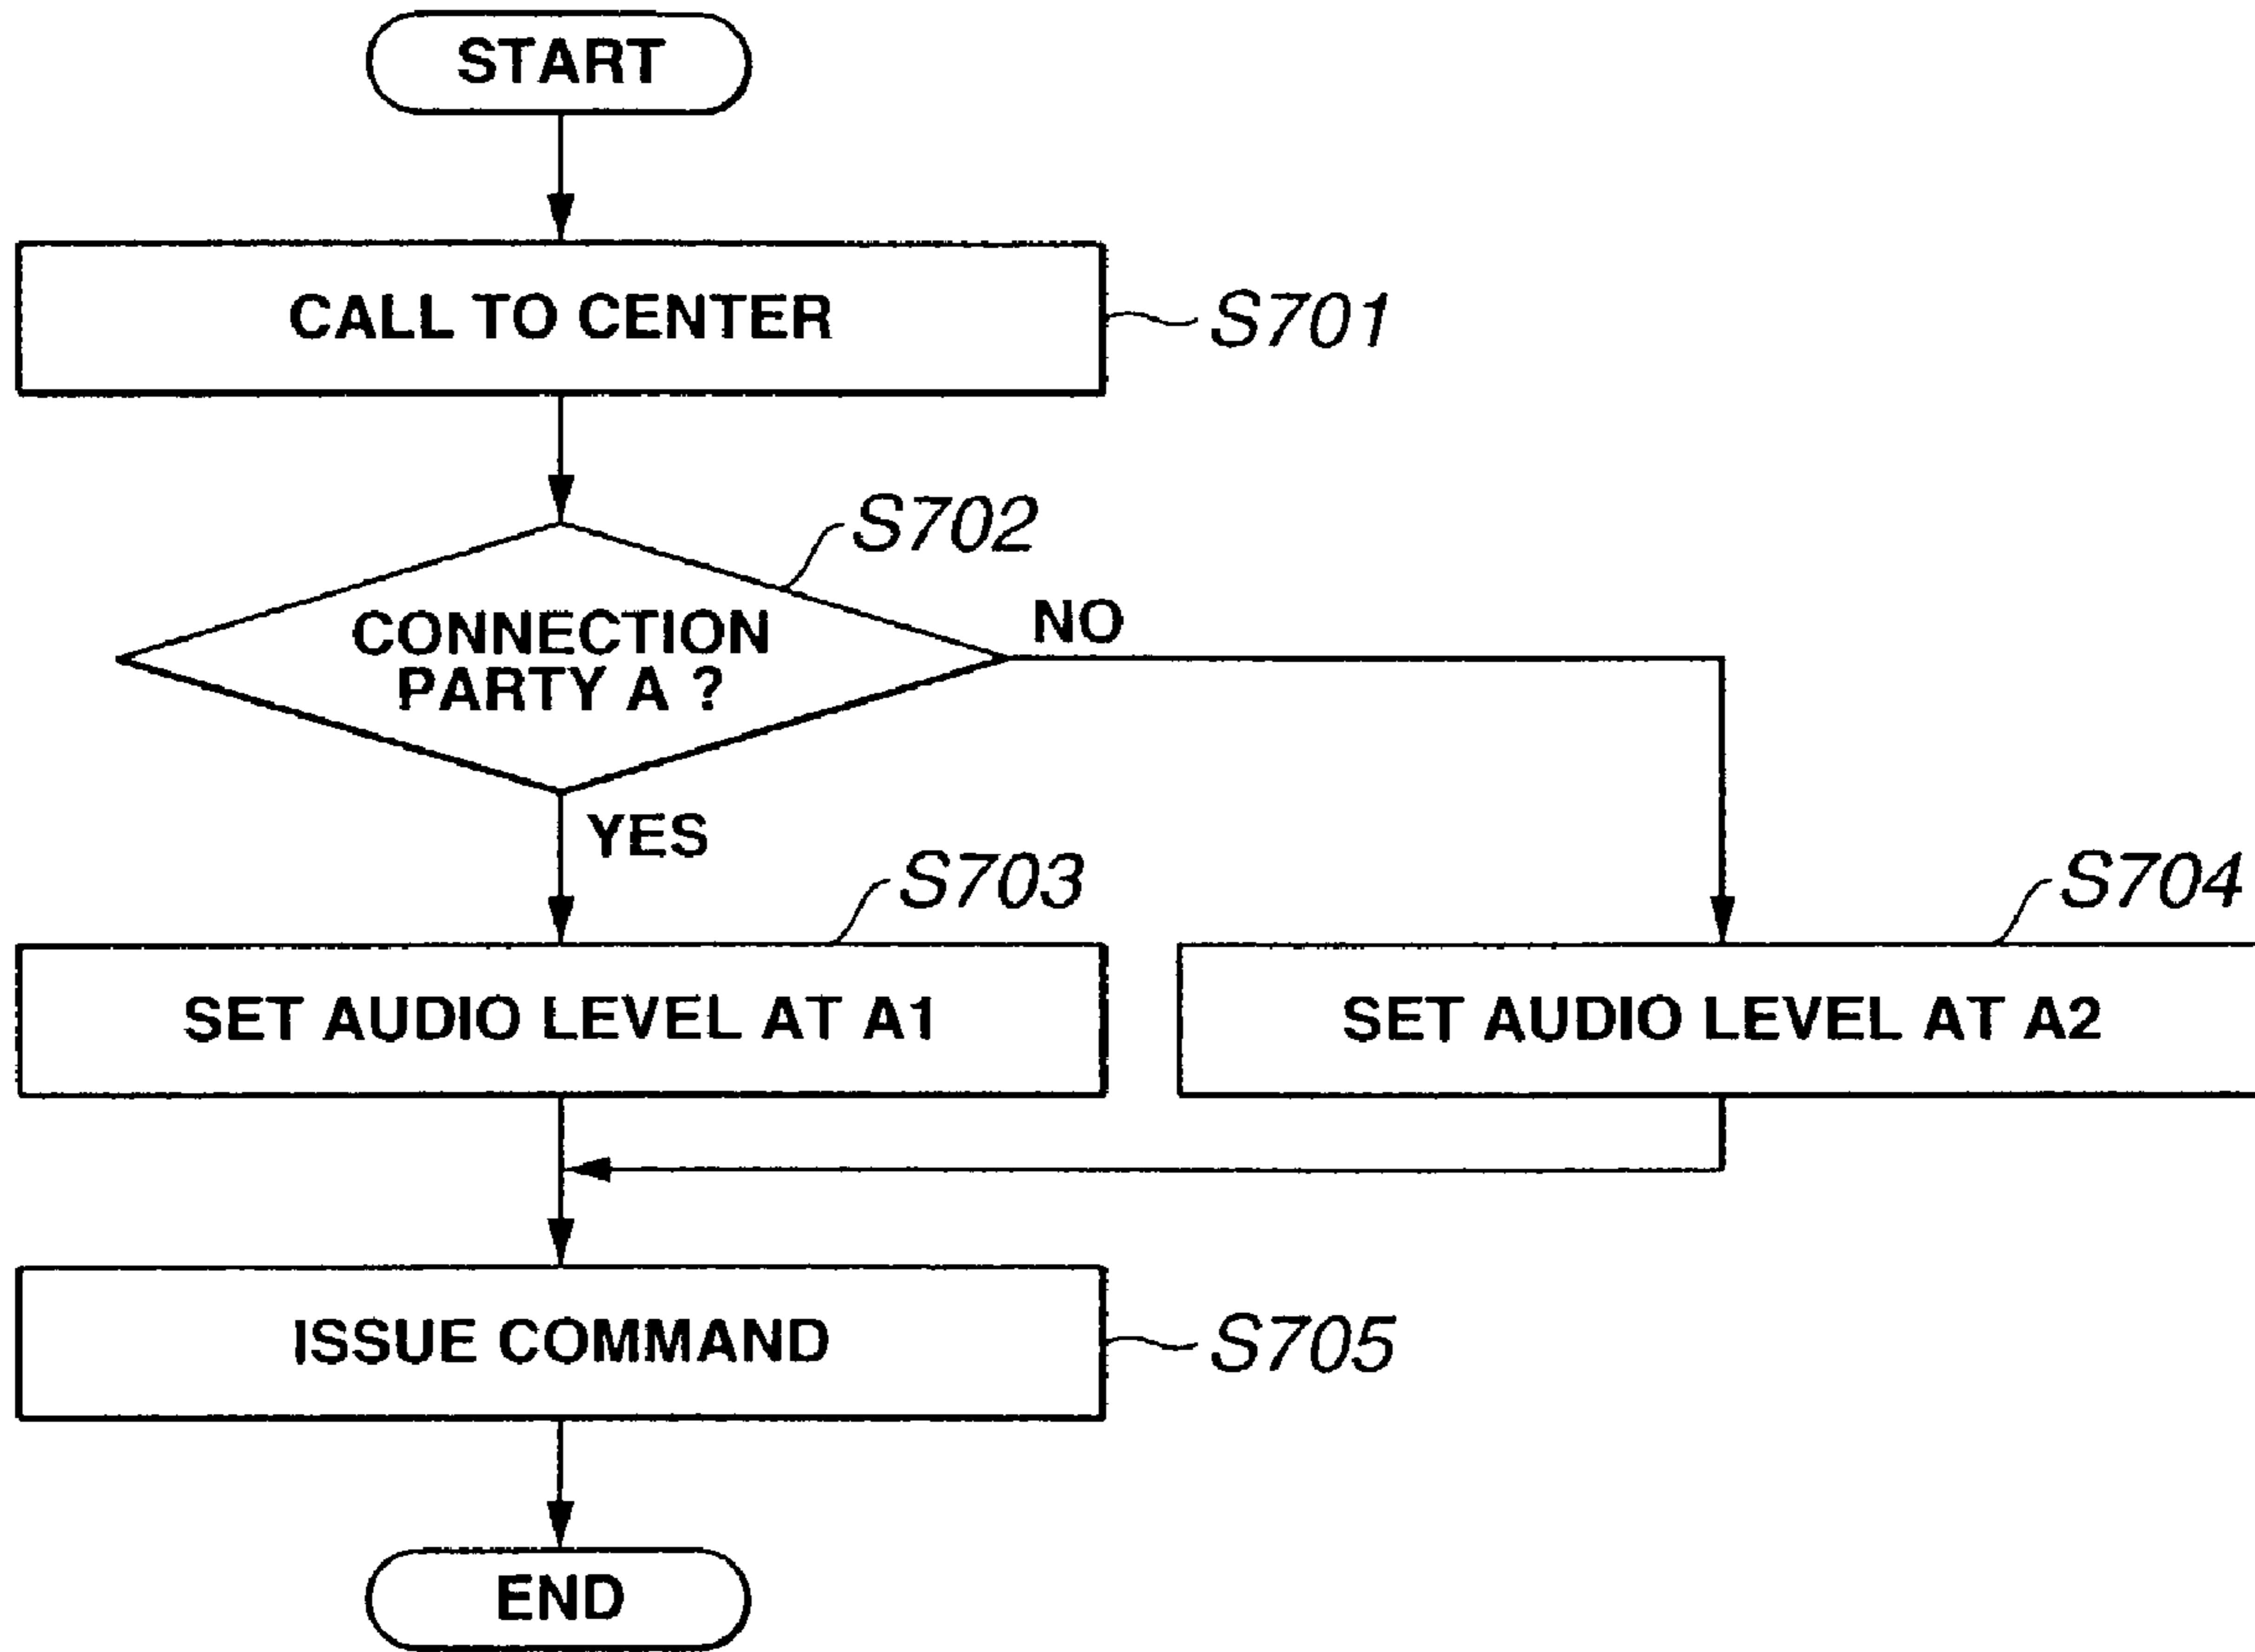 START
CALL TO CENTER
S701
S702
CONNECTION
PARTY A ?
NO
YES
S703
S704
SET AUDIO LEVEL AT A1
SET AUDIO LEVEL AT A2
ISSUE COMMAND
S705
END